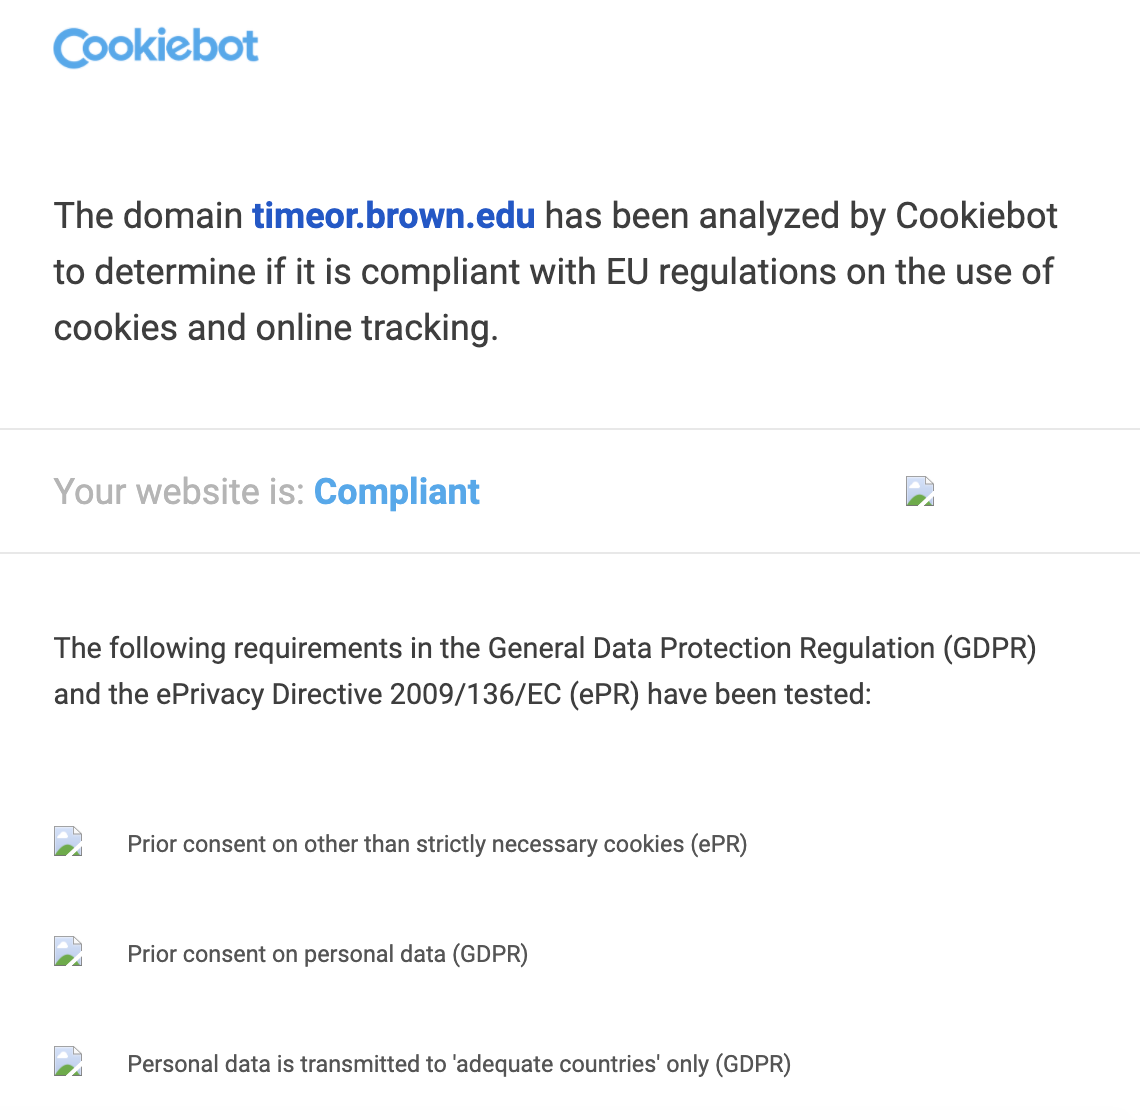 Cookiebot
The domain timeor.brown.edu has been analyzed by Cookiebot
to determine if it is compliant with EU regulations on the use of
cookies and online tracking.
Your website is: Compliant
The following requirements in the General Data Protection Regulation (GDPR)
and the ePrivacy Directive 2009/136/EC (ePR) have been tested:
Prior consent on other than strictly necessary cookies (ePR)
Prior consent on personal data (GDPR)
Personal data is transmitted to 'adequate countries' only (GDPR)